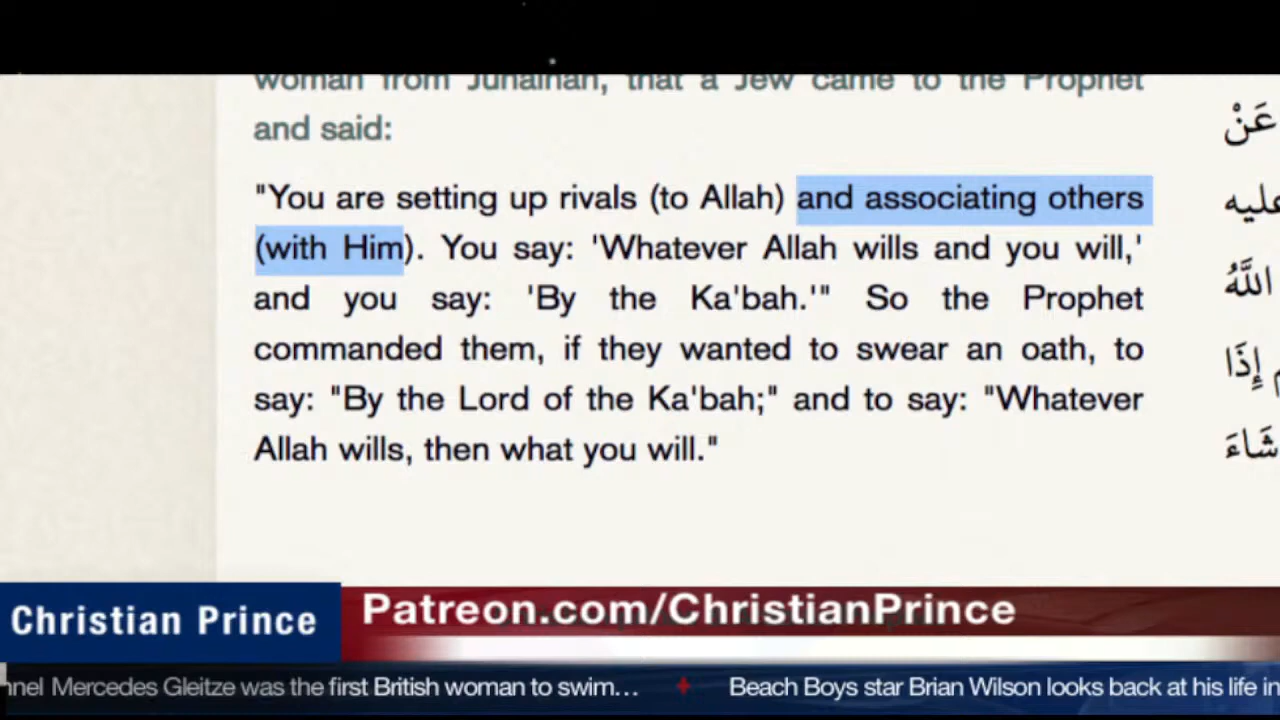 woman from Juhainah, that a Jew came to the Prophet
and said:
"You are setting up rivals (to Allah) and associating others
(with Him). You say: 'Whatever Allah wills and you will,'
and you say: 'By the Ka'bah.'" So the Prophet
commanded them, if they wanted to swear an oath, to
say: "By the Lord of the Ka'bah;" and to say: "Whatever
Allah wills, then what you will."
عَنْ
عليه
اللَّهُ
إِذَا
شَاءَ
Christian Prince
Patreon.com/ChristianPrince
nnel Mercedes Gleitze was the first British woman to swim... Beach Boys star Brian Wilson looks back at his life in